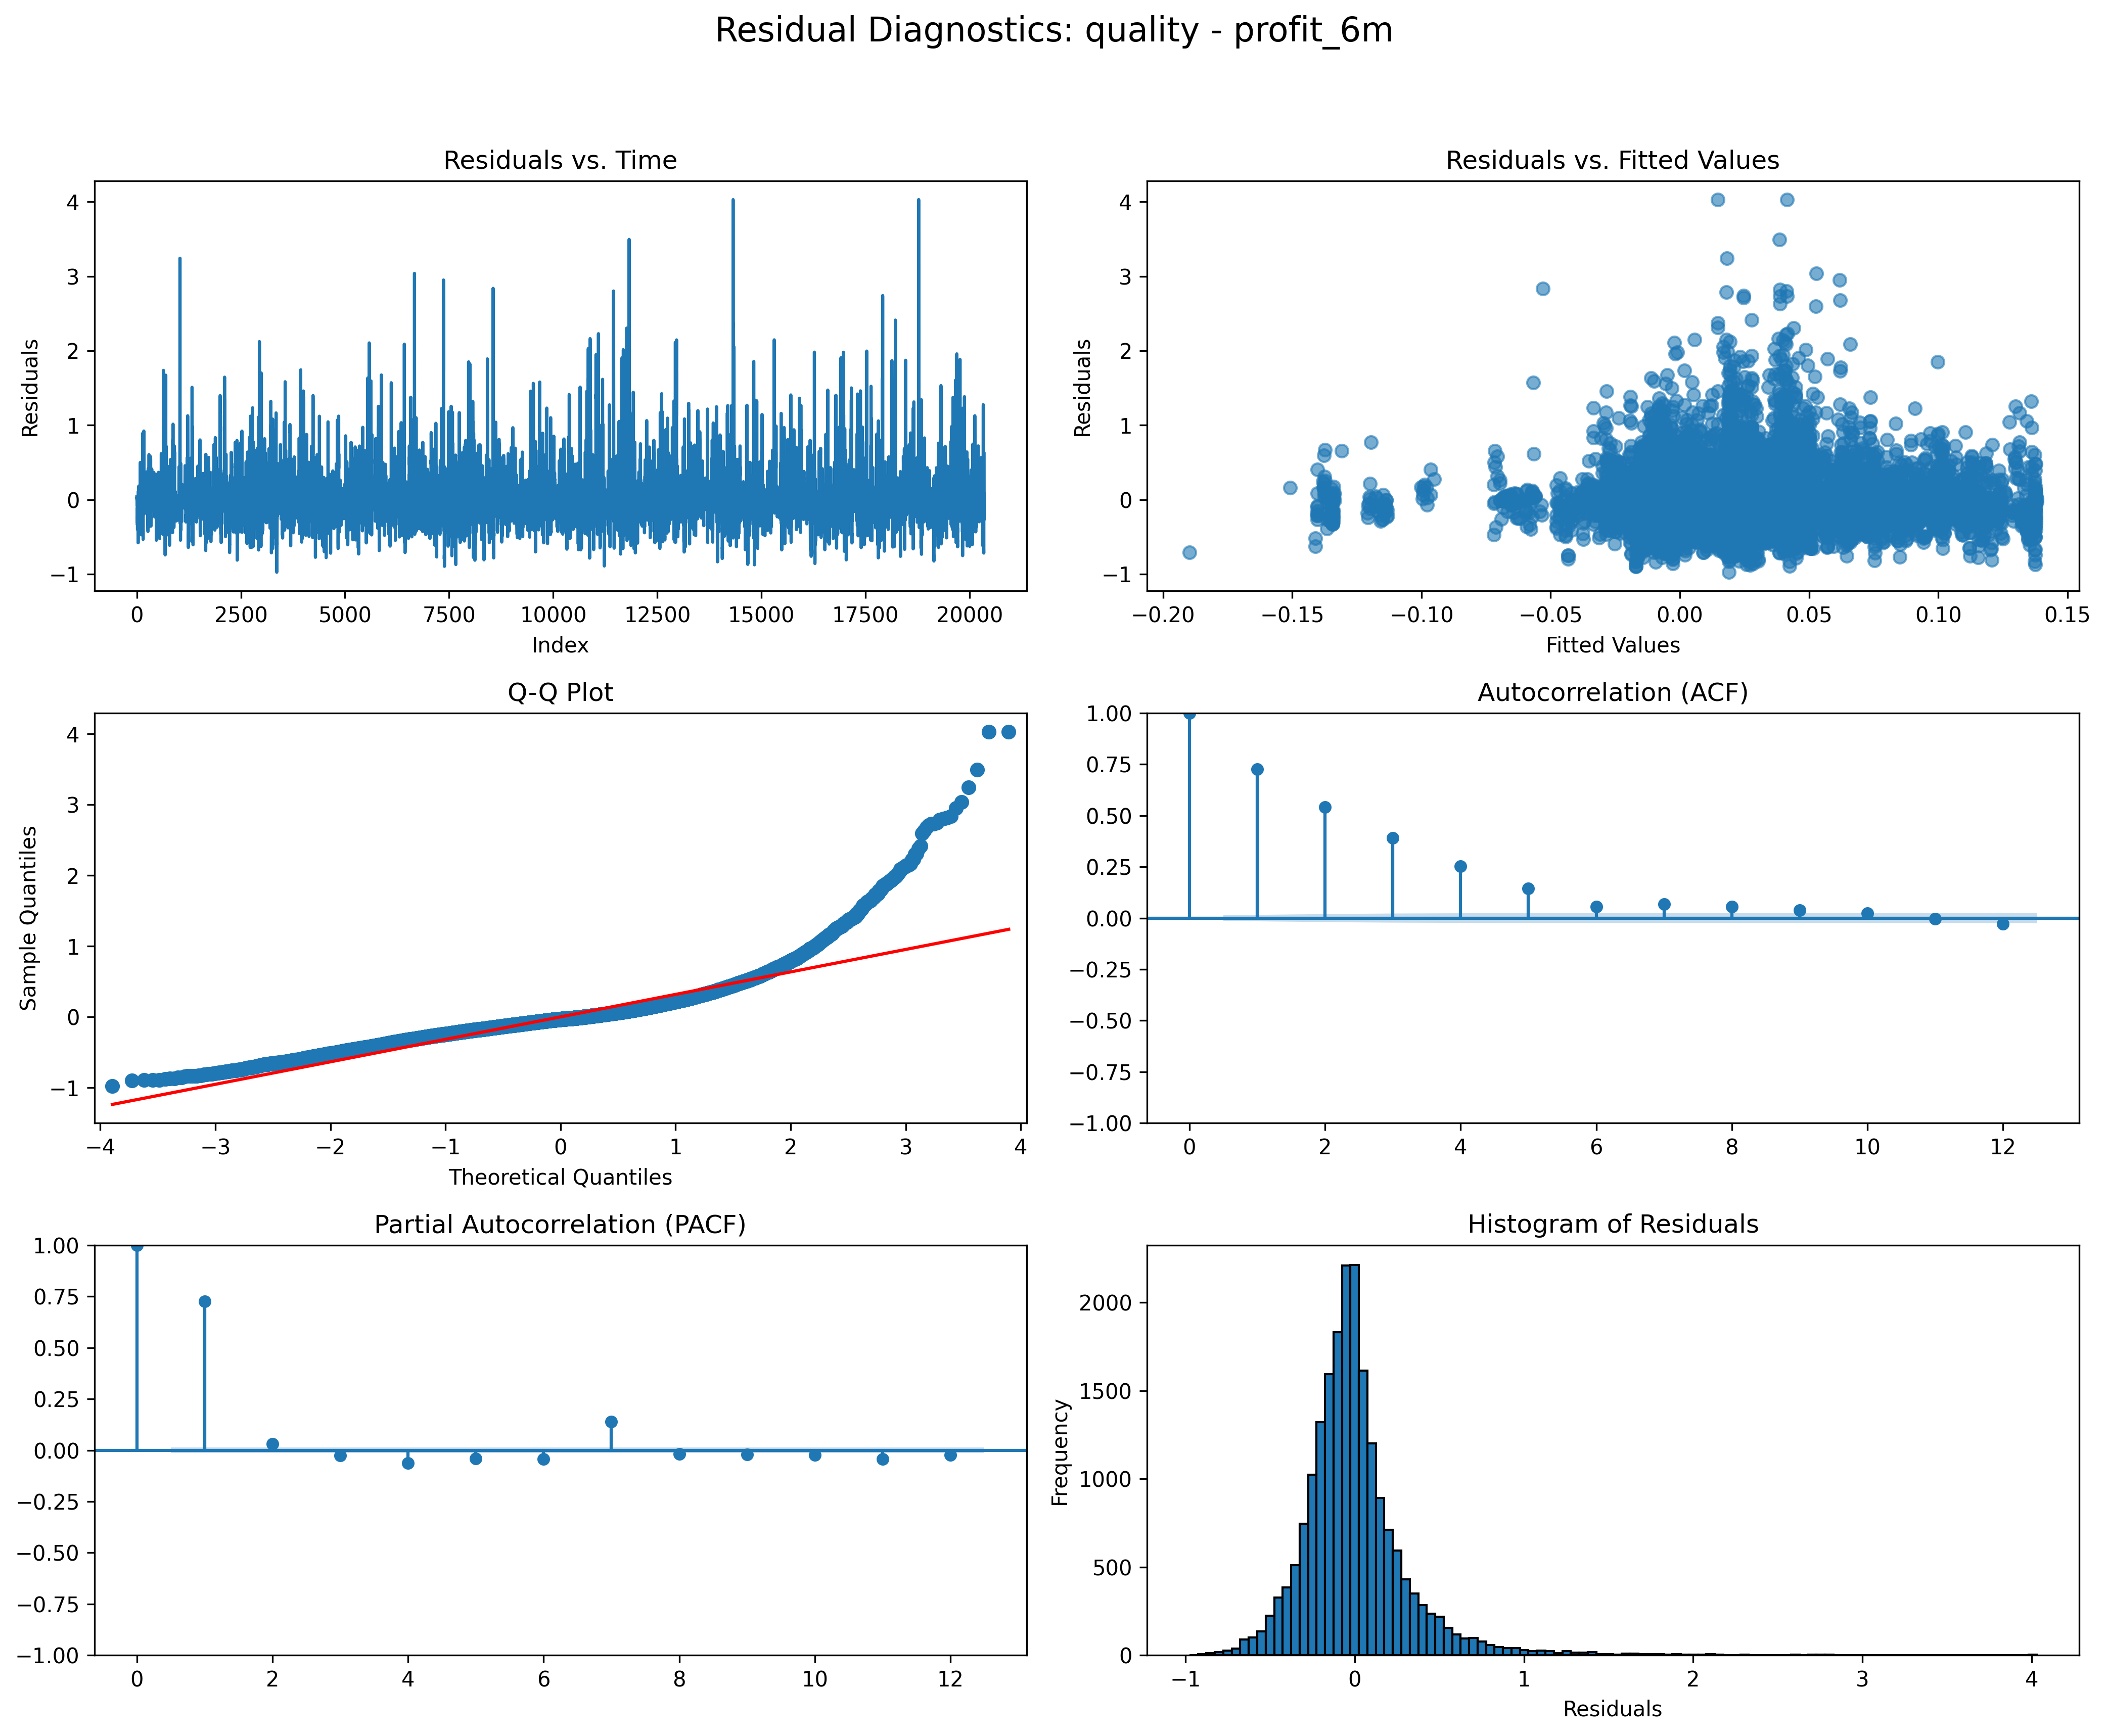 Residual Diagnostics: quality - profit_6m
Residuals vs. Time
Residuals
4
3
2
1
0
−1
0 2500 5000 7500 10000 12500 15000 17500 20000
Index
Residuals vs. Fitted Values
Residuals
4
3
2
1
0
−1
−0.20 −0.15 −0.10 −0.05 0.00 0.05 0.10 0.15
Fitted Values
Q-Q Plot
Sample Quantiles
4
3
2
1
0
−1
−4 −3 −2 −1 0 1 2 3 4
Theoretical Quantiles
Autocorrelation (ACF)
1.00
0.75
0.50
0.25
0.00
−0.25
−0.50
−0.75
−1.00
0 2 4 6 8 10 12
Partial Autocorrelation (PACF)
1.00
0.75
0.50
0.25
0.00
−0.25
−0.50
−0.75
−1.00
0 2 4 6 8 10 12
Histogram of Residuals
Frequency
2000
1500
1000
500
0
−1 0 1 2 3 4
Residuals